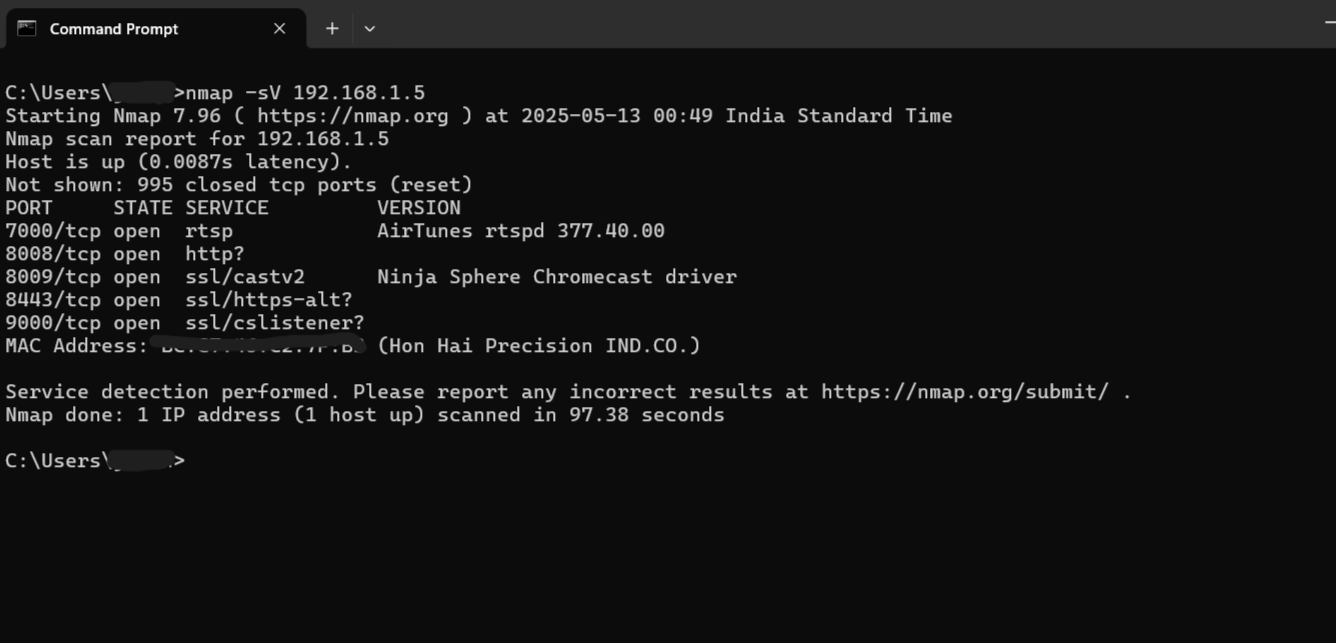 Command Prompt
C:\Users\ >nmap -sV 192.168.1.5
Starting Nmap 7.96 ( https://nmap.org ) at 2025-05-13 00:49 India Standard Time
Nmap scan report for 192.168.1.5
Host is up (0.0087s latency).
Not shown: 995 closed tcp ports (reset)
PORT     STATE SERVICE         VERSION
7000/tcp open  rtsp            AirTunes rtspd 377.40.00
8008/tcp open  http?
8009/tcp open  ssl/castv2      Ninja Sphere Chromecast driver
8443/tcp open  ssl/https-alt?
9000/tcp open  ssl/cslistener?
MAC Address: (Hon Hai Precision IND.CO.)
Service detection performed. Please report any incorrect results at https://nmap.org/submit/ .
Nmap done: 1 IP address (1 host up) scanned in 97.38 seconds
C:\Users\ >